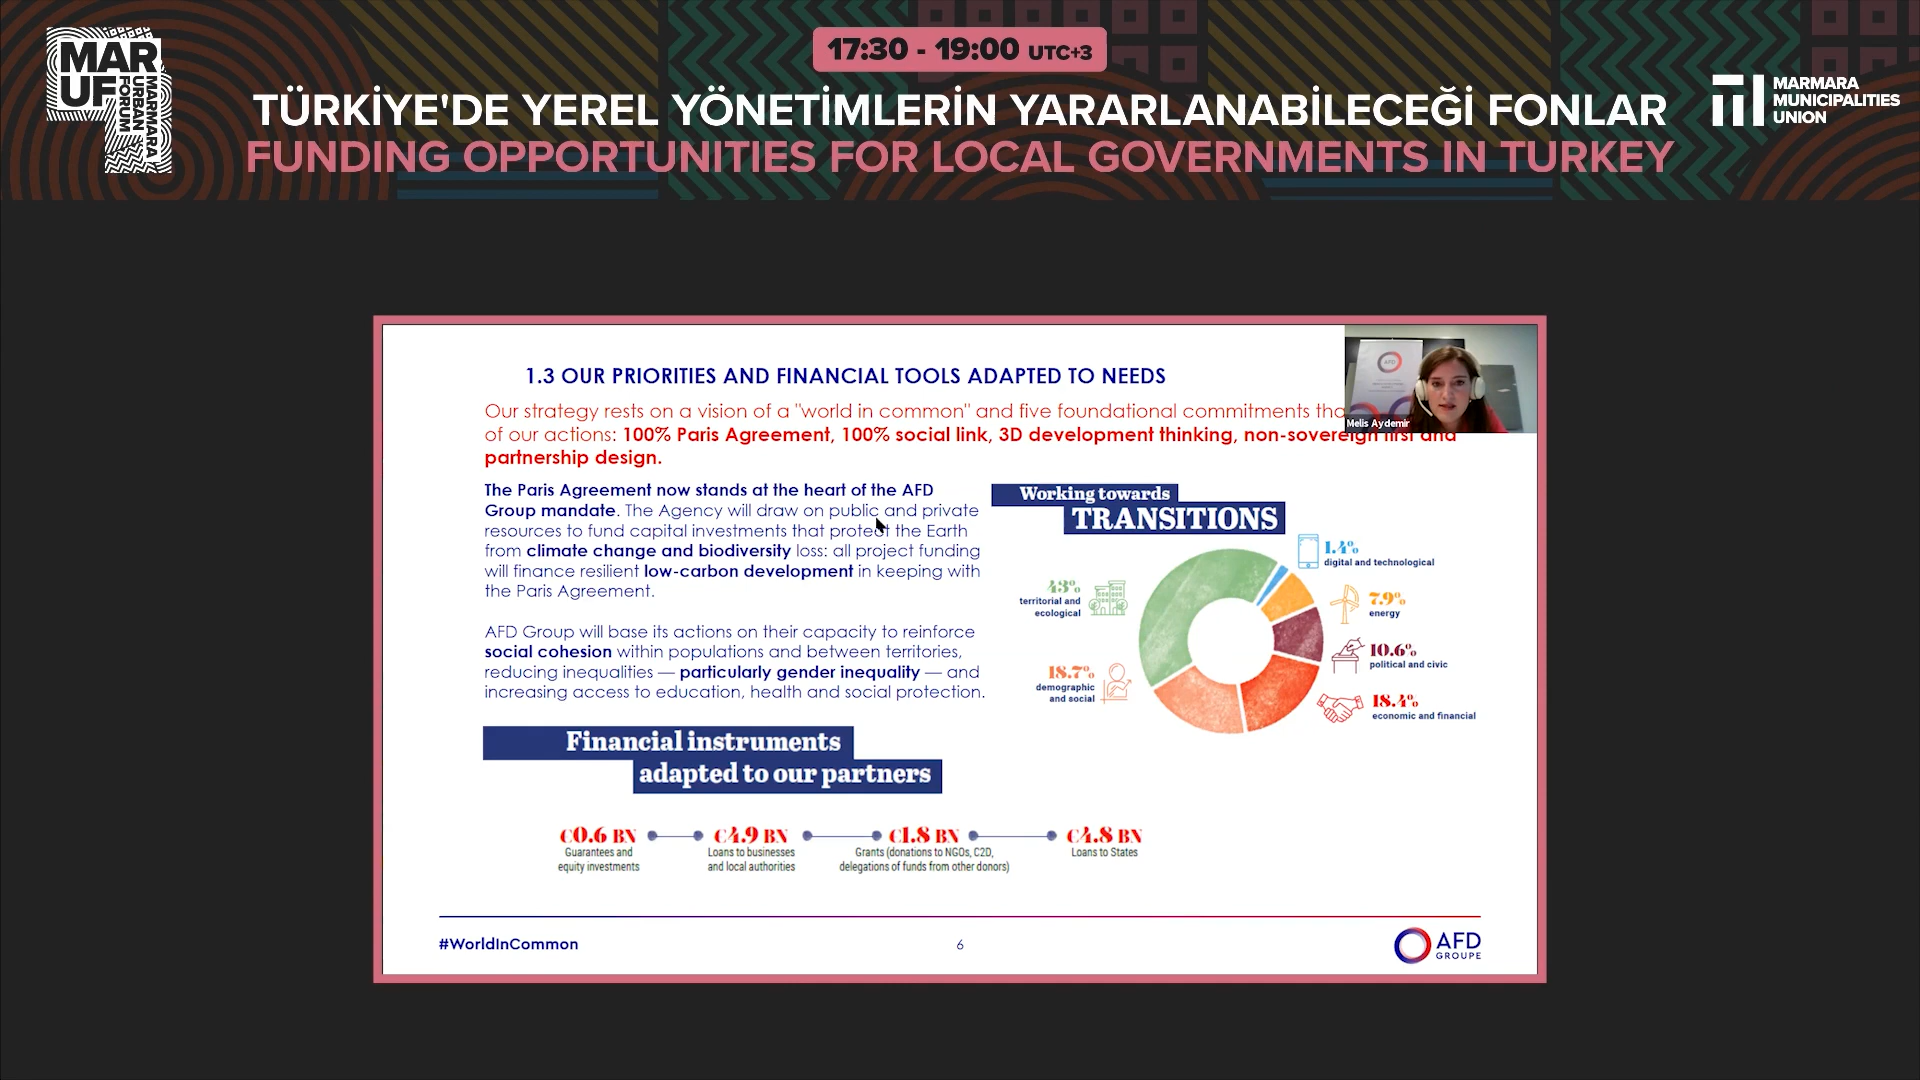 MAR
UF
MARMARA
URBAN
FORUM
17:30 - 19:00 UTC+3
TÜRKİYE'DE YEREL YÖNETİMLERİN YARARLANABİLECEĞİ FONLAR
FUNDING OPPORTUNITIES FOR LOCAL GOVERNMENTS IN TURKEY
MARMARA
MUNICIPALITIES
UNION
1.3 OUR PRIORITIES AND FINANCIAL TOOLS ADAPTED TO NEEDS
Our strategy rests on a vision of a "world in common" and five foundational commitments
of our actions: 100% Paris Agreement, 100% social link, 3D development thinking, non-sovereign first and
partnership design.
AFD
Melis Aydemir
The Paris Agreement now stands at the heart of the AFD
Group mandate. The Agency will draw on public and private
resources to fund capital investments that protect the Earth
from climate change and biodiversity loss: all project funding
will finance resilient low-carbon development in keeping with
the Paris Agreement.
AFD Group will base its actions on their capacity to reinforce
social cohesion within populations and between territories,
reducing inequalities — particularly gender inequality — and
increasing access to education, health and social protection.
Working towards
TRANSITIONS
1.4%
digital and technological
43%
territorial and
ecological
7.9%
energy
10.6%
political and civic
18.7%
demographic
and social
18.4%
economic and financial
Financial instruments
adapted to our partners
€0.6 BN
Guarantees and
equity investments
€4.9 BN
Loans to businesses
and local authorities
€1.8 BN
Grants (donations to NGOs, C2D,
delegations of funds from other donors)
€4.8 BN
Loans to States
#WorldInCommon
6
AFD
GROUPE